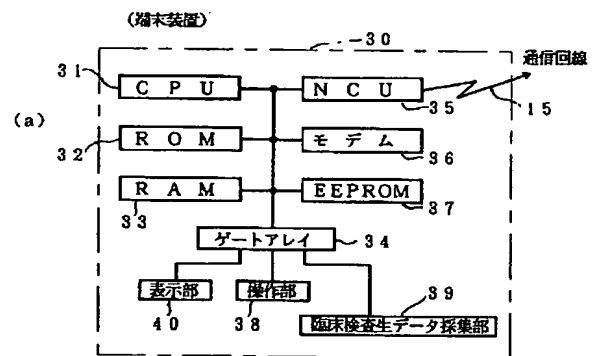 (端末装置)
30
通信回線
31
CPU
NCU
35
15
(a)
ROM
32
モデム
36
RAM
33
EEPROM
37
ゲートアレイ
34
表示部
40
操作部
38
39
臨床検査生データ採集部